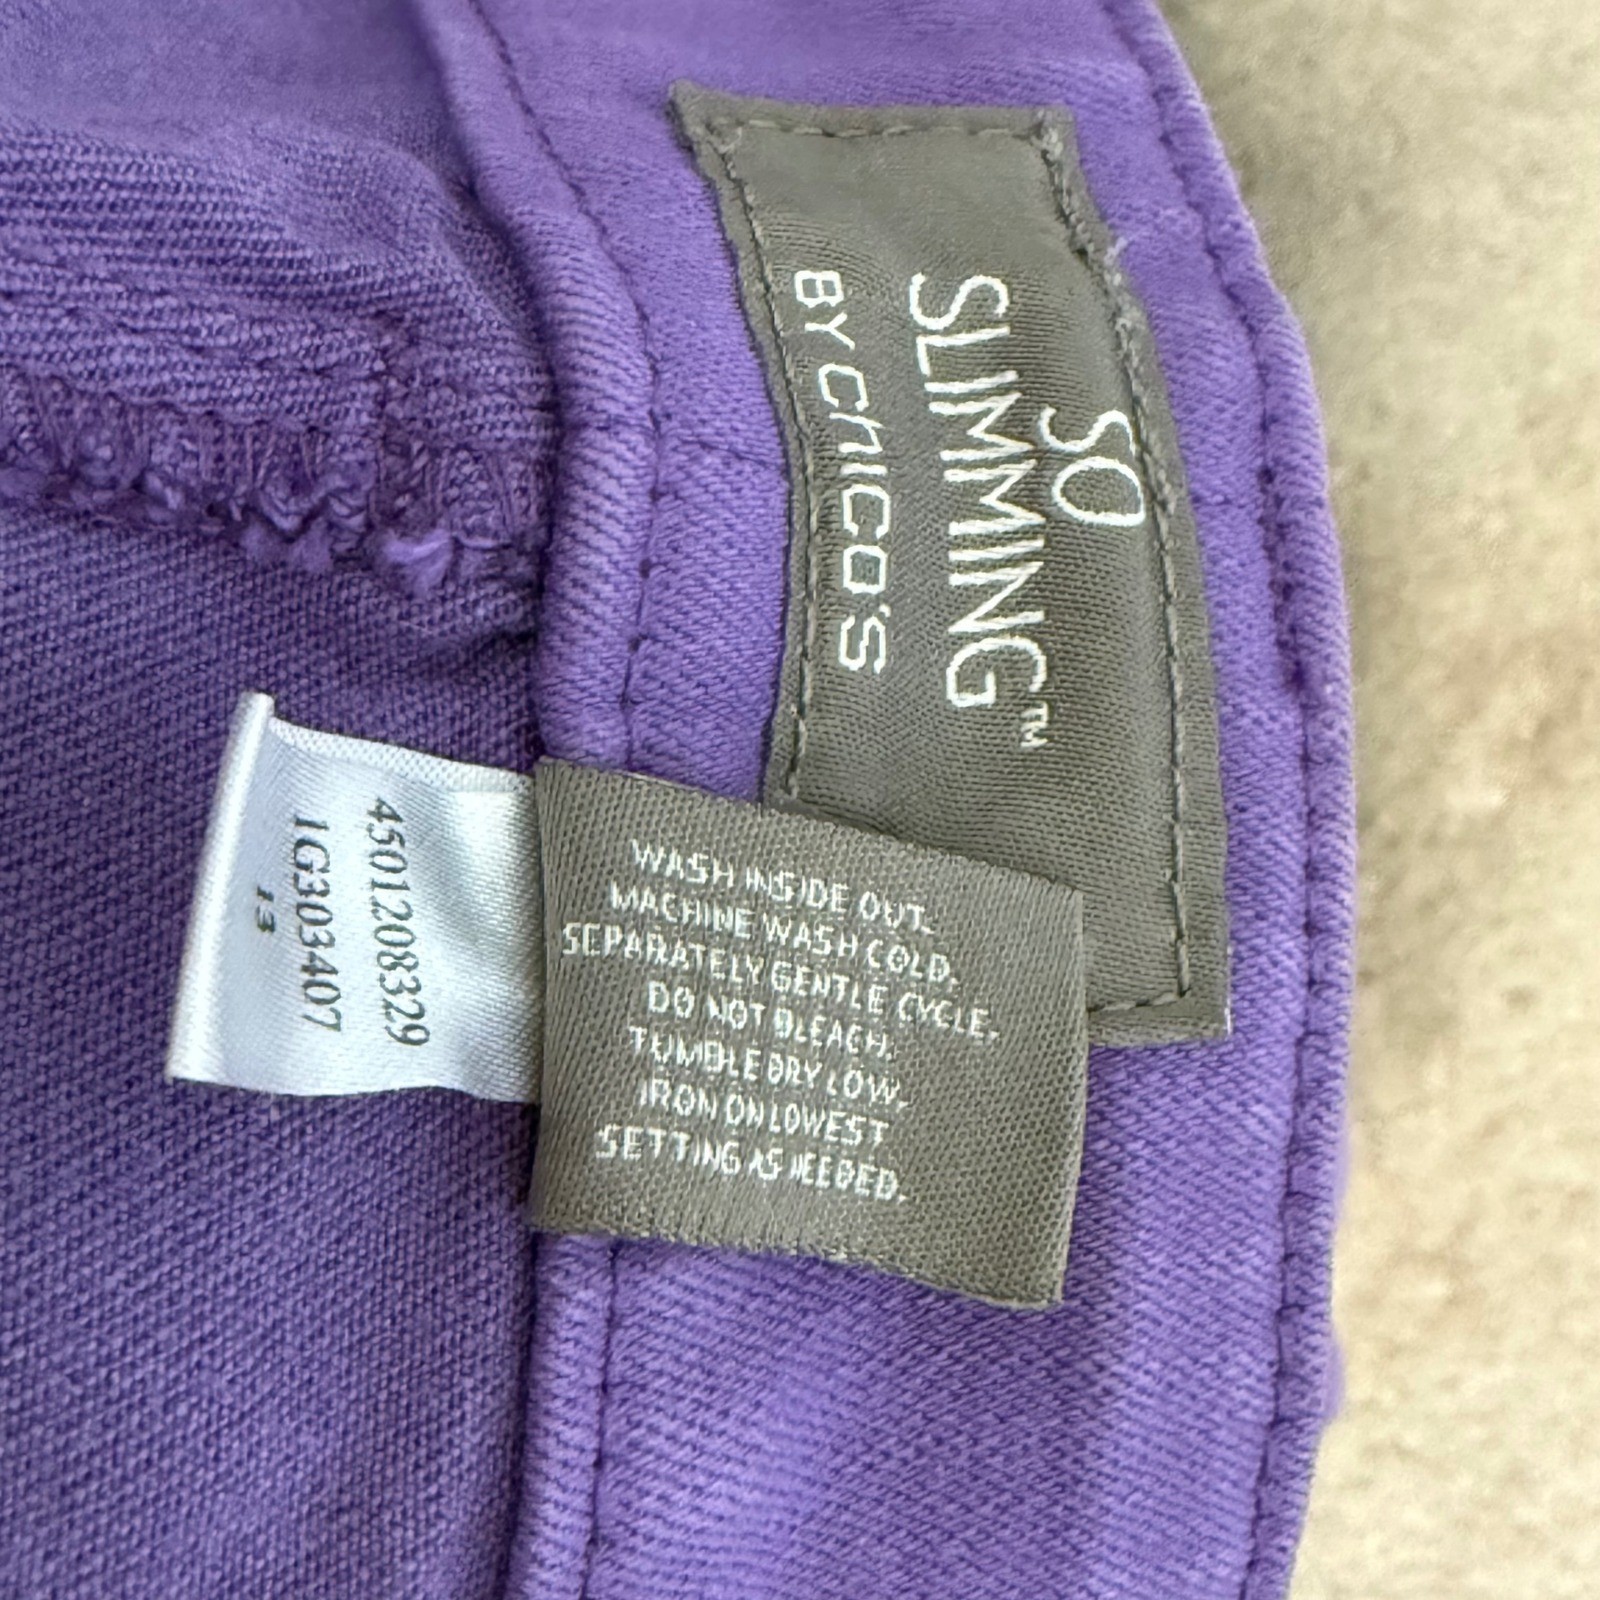 SO
SLIMMING™
BY CHICO'S
WASH INSIDE OUT.
MACHINE WASH COLD,
SEPARATELY GENTLE CYCLE.
DO NOT BLEACH.
TUMBLE DRY LOW.
IRON ON LOWEST
SETTING AS NEEDED.
4501208329
1G303407
13